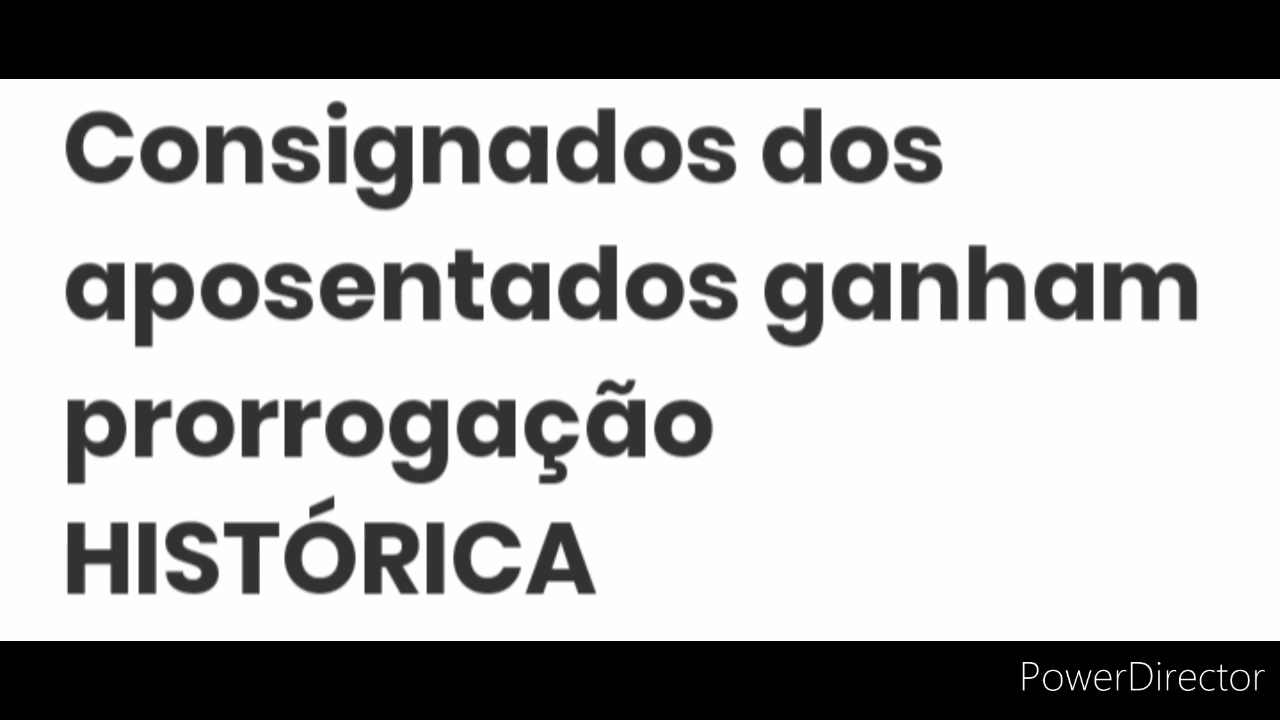 Consignados dos
aposentados ganham
prorrogação
HISTÓRICA
PowerDirector